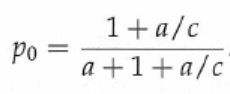 p₀ = (1 + a/c) / (a + 1 + a/c).